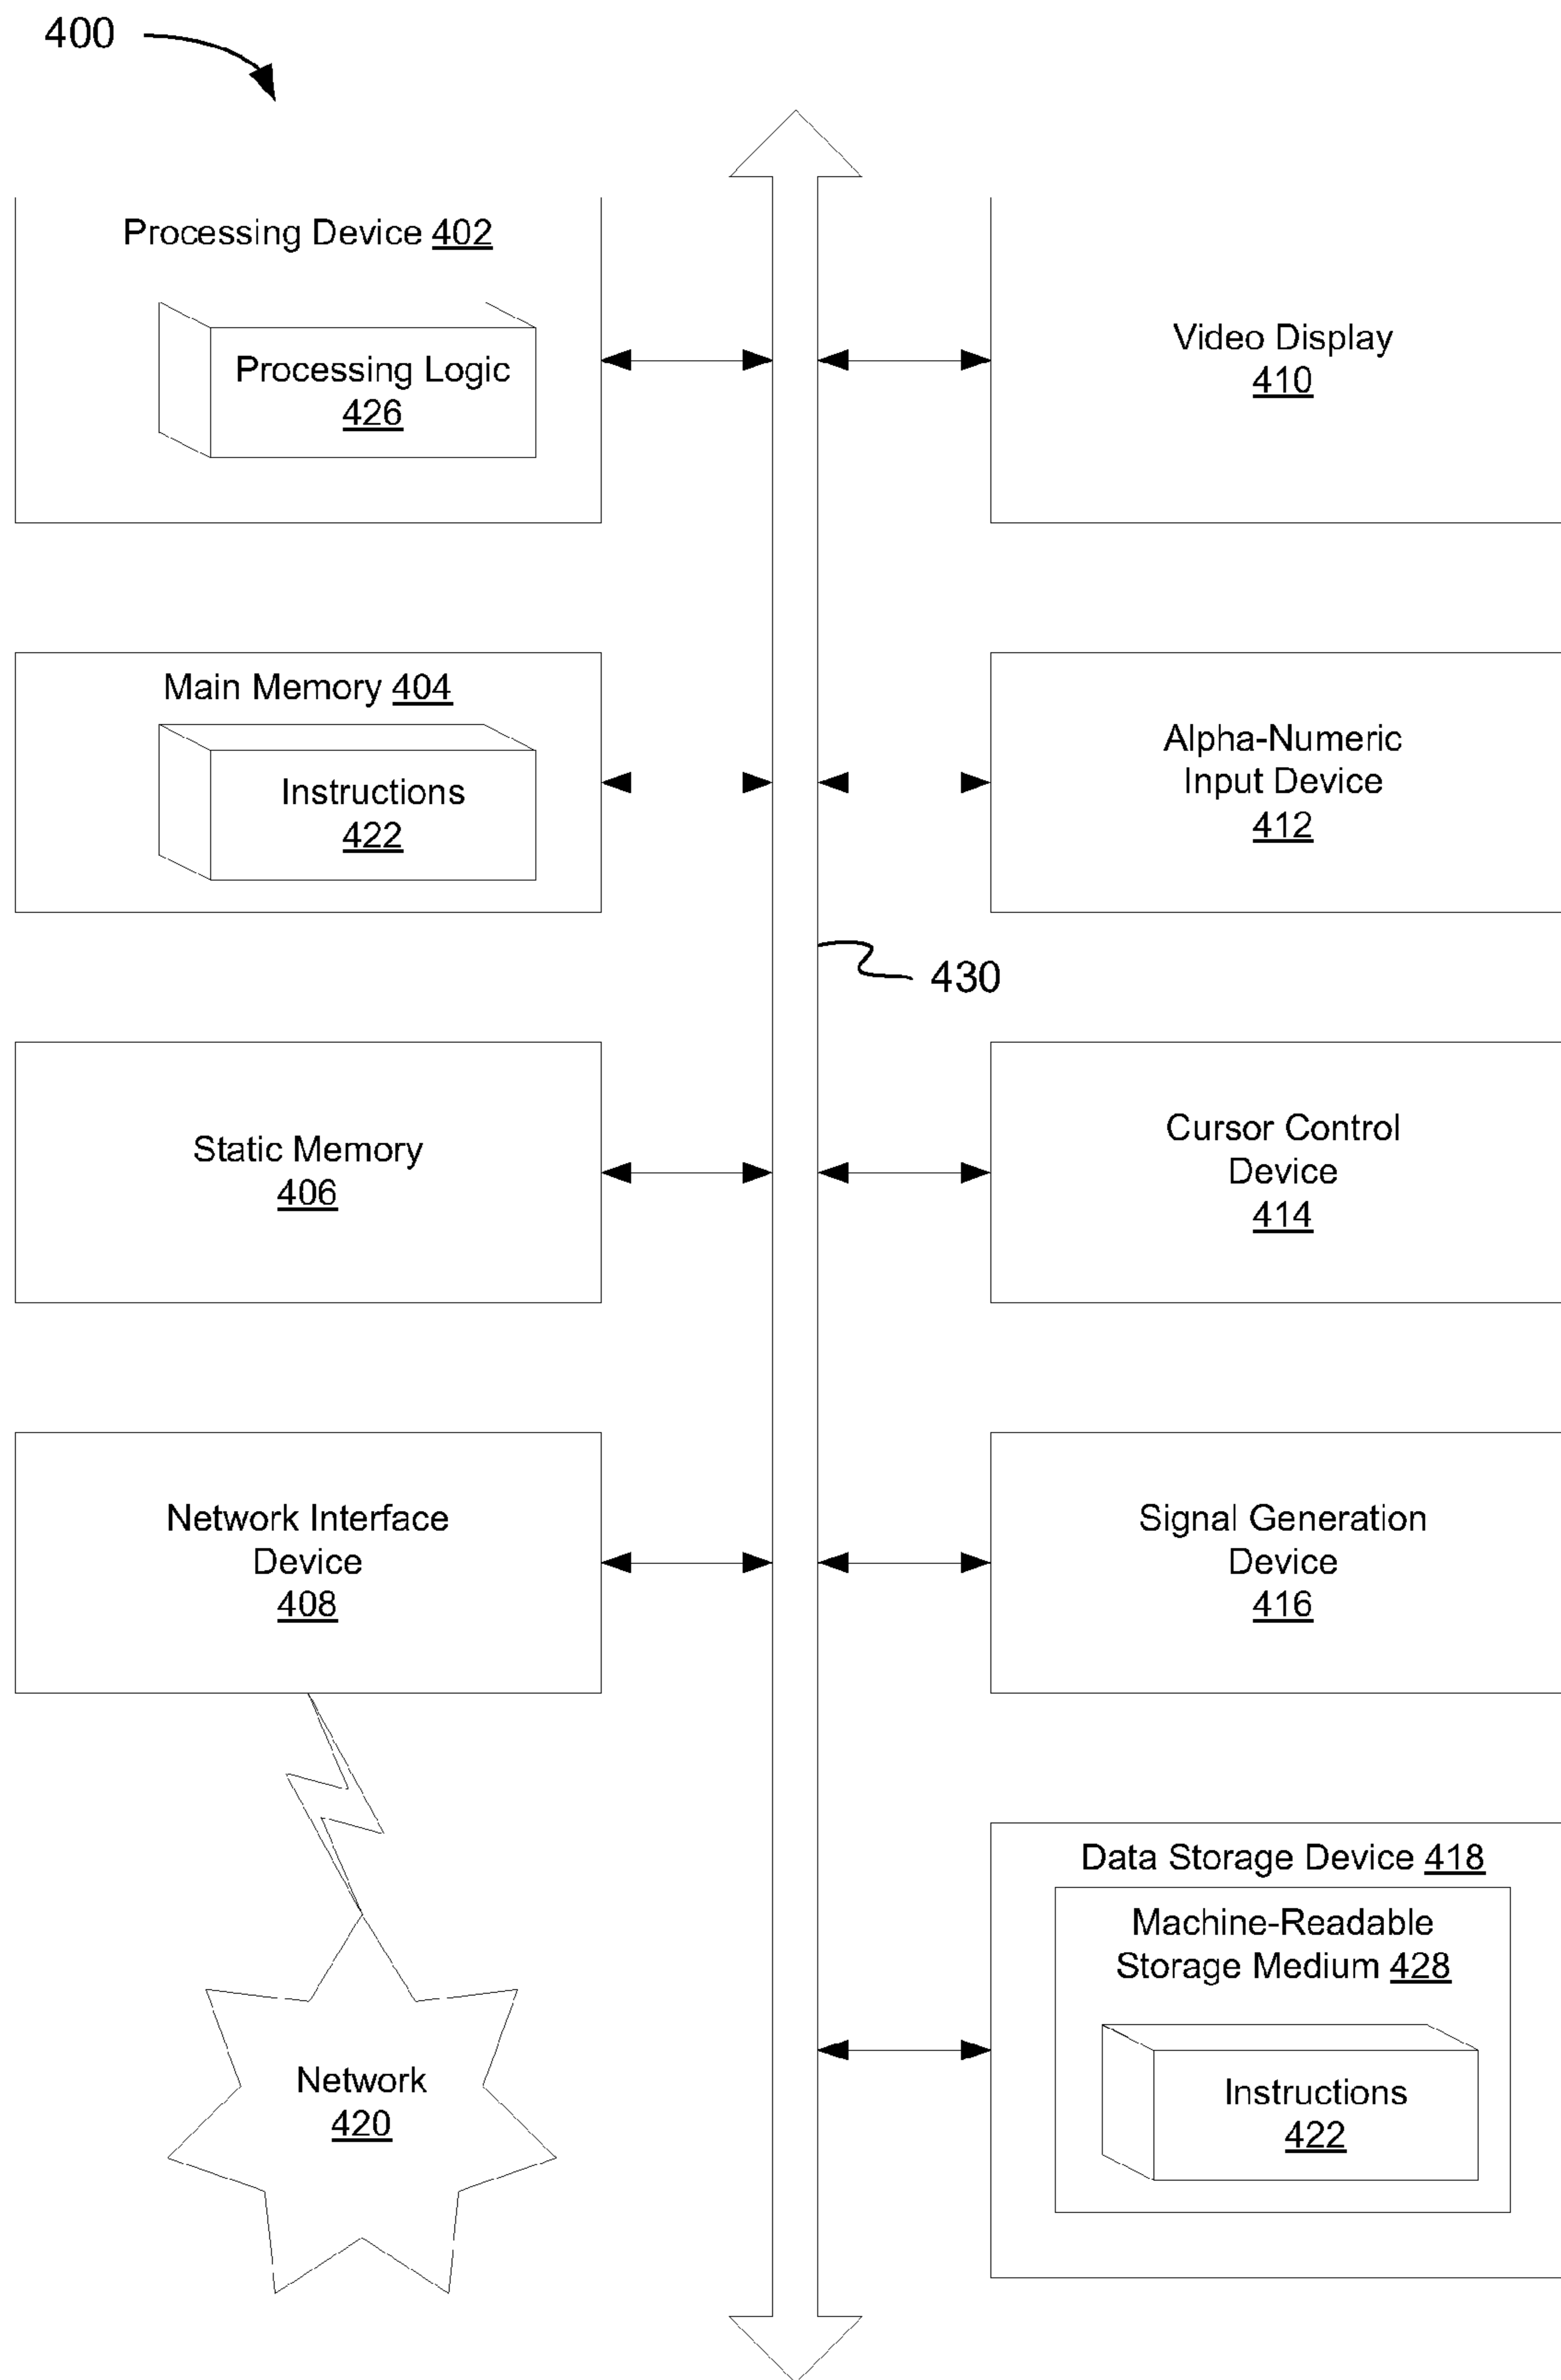 400
Processing Device 402
Processing Logic
426
Video Display
410
Main Memory 404
Instructions
422
Alpha-Numeric
Input Device
412
430
Static Memory
406
Cursor Control
Device
414
Network Interface
Device
408
Signal Generation
Device
416
Data Storage Device 418
Machine-Readable
Storage Medium 428
Instructions
422
Network
420